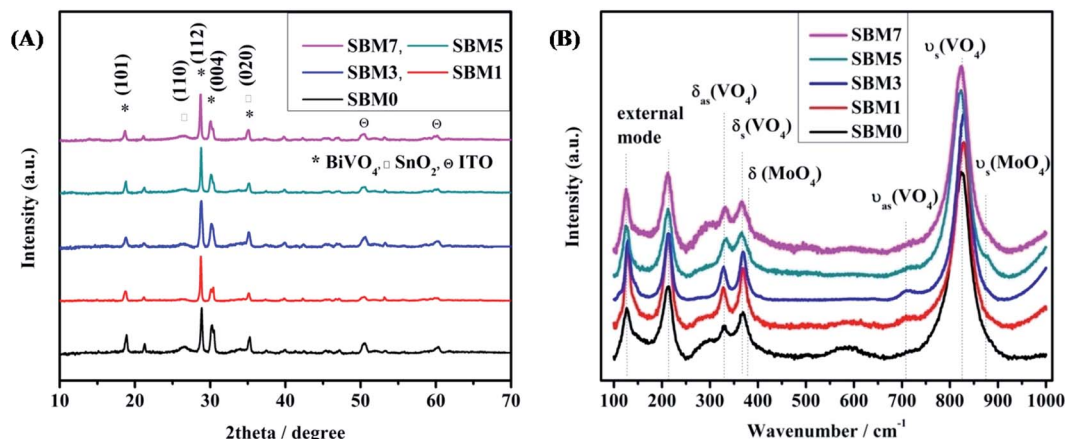 (A)
(101)
(110)
(112)
(004)
(020)
* □ * * □ *
SBM7, SBM5
SBM3, SBM1
SBM0
Θ Θ
* BiVO4, □ SnO2, Θ ITO
Intensity (a.u.)
10 20 30 40 50 60 70
2theta / degree
(B)
SBM7
SBM5
SBM3
SBM1
SBM0
υs(VO4)
external
mode
δas(VO4)
δs(VO4)
δ (MoO4)
υas(VO4)
υs(MoO4)
Intensity (a.u.)
100 200 300 400 500 600 700 800 900 1000
Wavenumber / cm-1